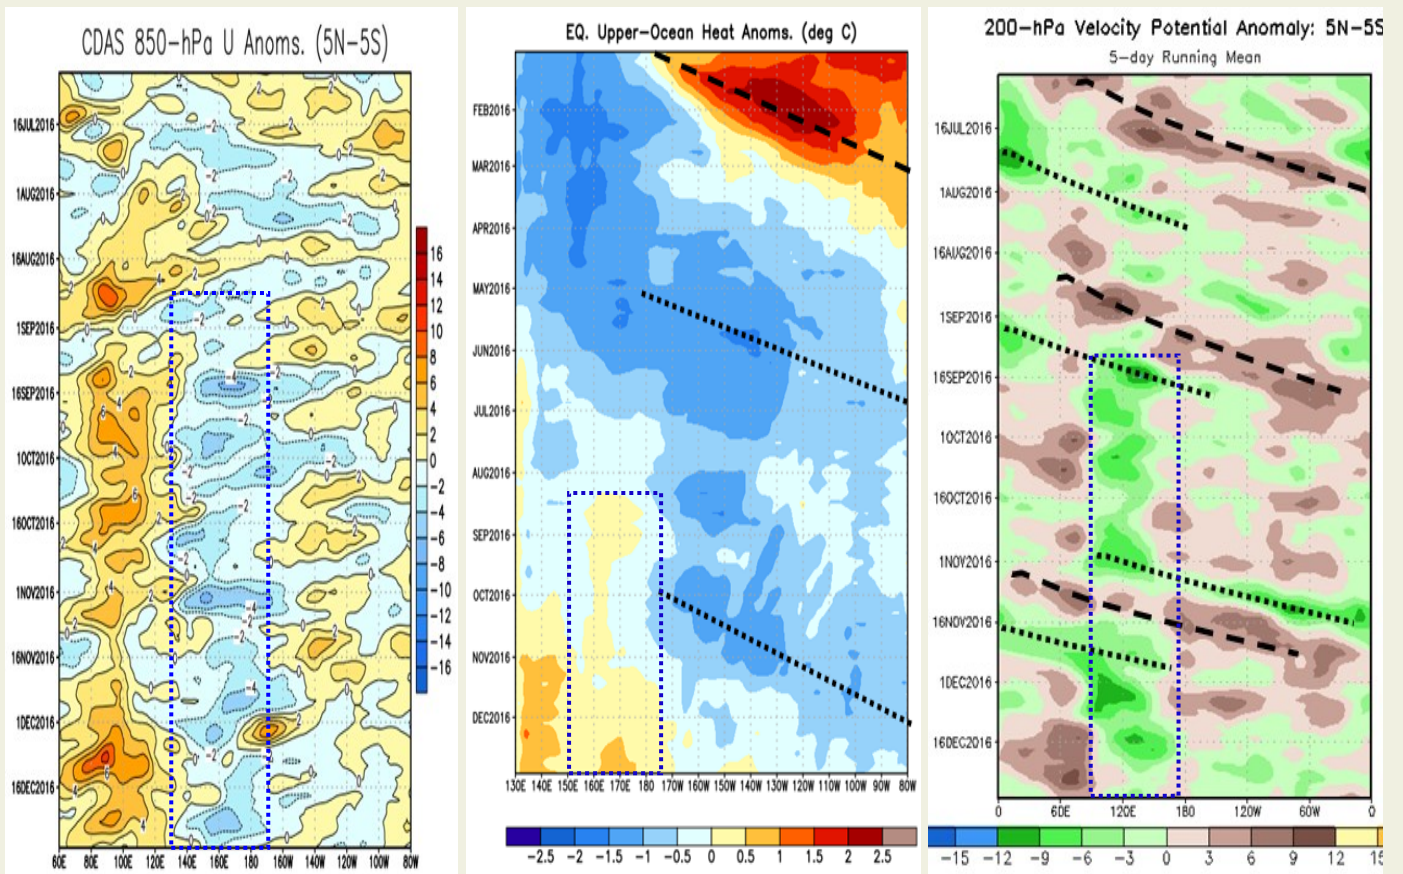 CDAS 850-hPa U Anoms. (5N-5S)
16JUL2016
1AUG2016
16AUG2016
1SEP2016
16SEP2016
1OCT2016
16OCT2016
1NOV2016
16NOV2016
1DEC2016
16DEC2016
60E 80E 100E 120E 140E 160E 180 160W 140W 120W 100W 80W
16
14
12
10
8
6
4
2
0
-2
-4
-6
-8
-10
-12
-14
-16
EQ. Upper-Ocean Heat Anoms. (deg C)
FEB2016
MAR2016
APR2016
MAY2016
JUN2016
JUL2016
AUG2016
SEP2016
OCT2016
NOV2016
DEC2016
130E 140E 150E 160E 170E 180 170W 160W 150W 140W 130W 120W 110W 100W 90W 80W
-2.5 -2 -1.5 -1 -0.5 0 0.5 1 1.5 2 2.5
200-hPa Velocity Potential Anomaly: 5N-5S
5-day Running Mean
16JUL2016
1AUG2016
16AUG2016
1SEP2016
16SEP2016
1OCT2016
16OCT2016
1NOV2016
16NOV2016
1DEC2016
16DEC2016
0 60E 120E 180 120W 60W 0
-15 -12 -9 -6 -3 0 3 6 9 12 15